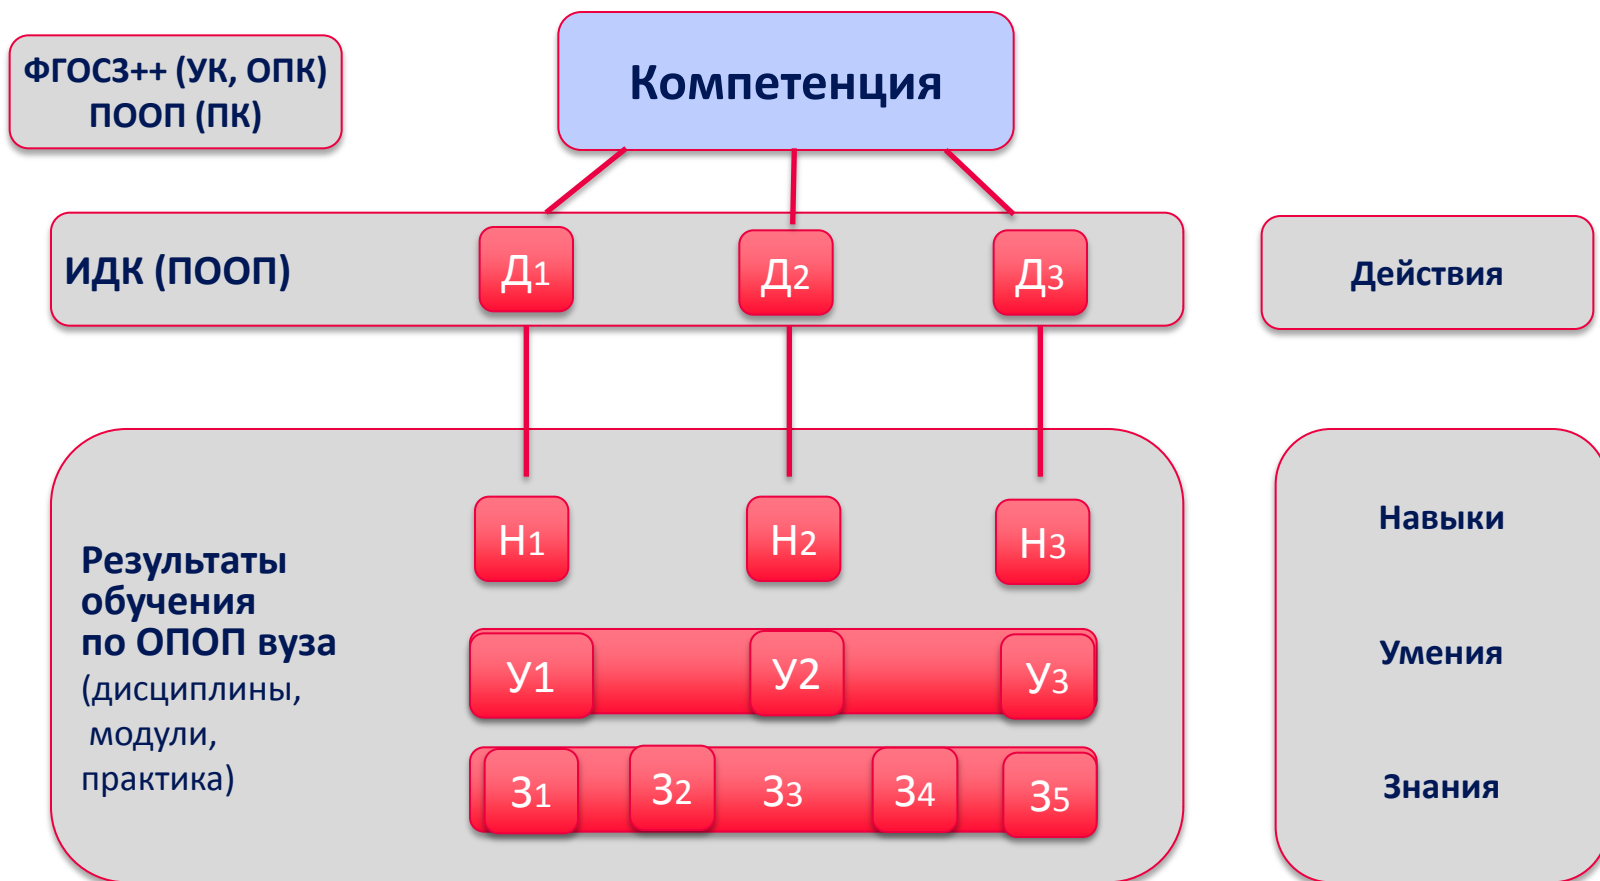 ФГОС3++ (УК, ОПК)
ПООП (ПК)
Компетенция
ИДК (ПООП)
Д1
Д2
Д3
Действия
Н1
Н2
Н3
Навыки
Результаты
обучения
по ОПОП вуза
(дисциплины,
модули,
практика)
У1
У2
У3
Умения
З1
З2
З3
З4
З5
Знания